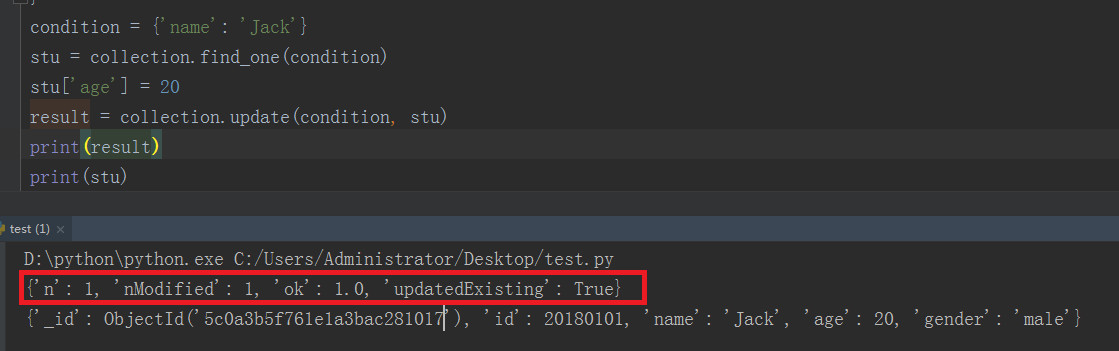 }
condition = {'name': 'Jack'}
stu = collection.find_one(condition)
stu['age'] = 20
result = collection.update(condition, stu)
print(result)
print(stu)
test (1) ×
D:\python\python.exe C:/Users/Administrator/Desktop/test.py
{'n': 1, 'nModified': 1, 'ok': 1.0, 'updatedExisting': True}
{'_id': ObjectId('5c0a3b5f761e1a3bac281017'), 'id': 20180101, 'name': 'Jack', 'age': 20, 'gender': 'male'}